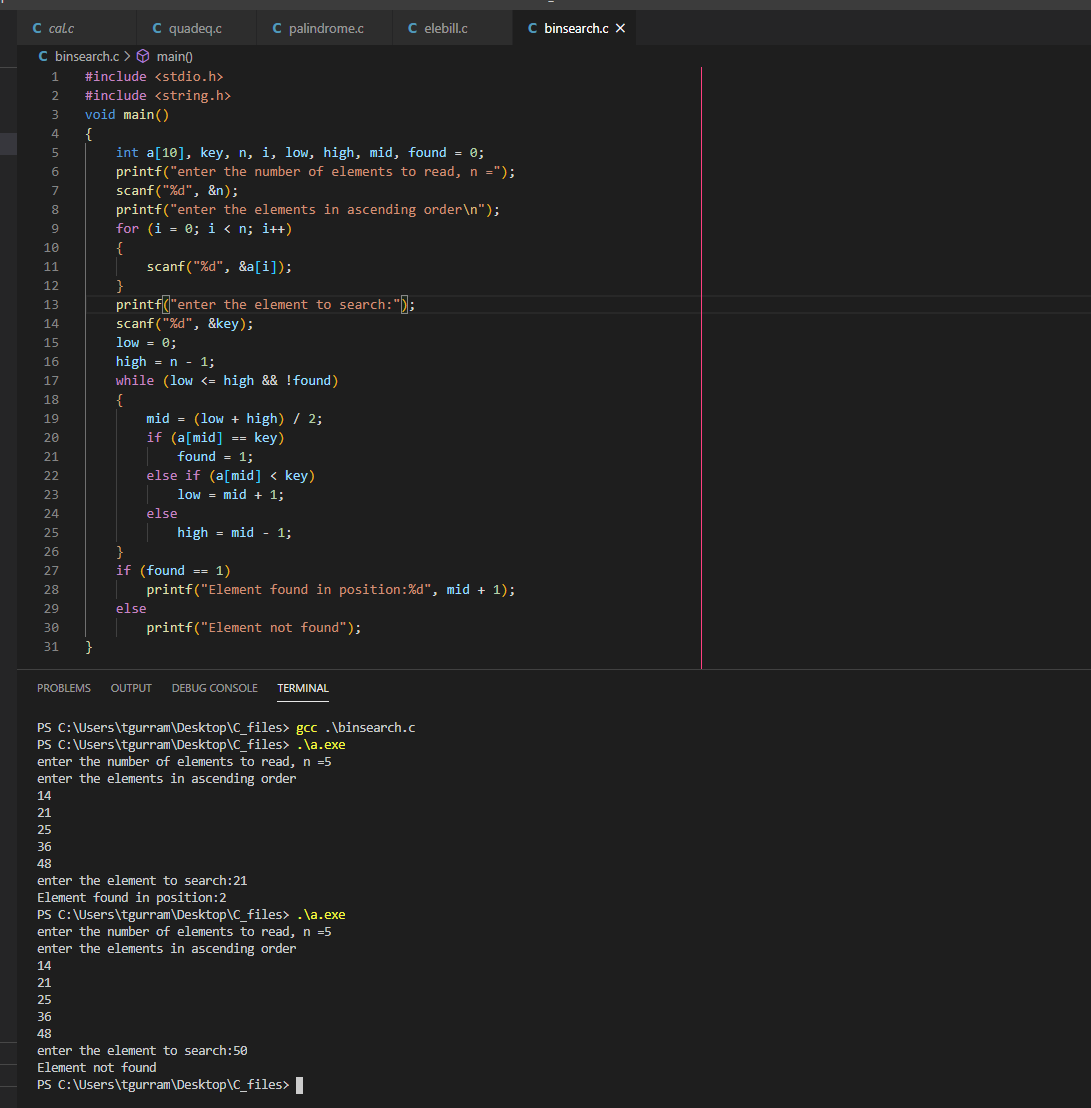 C cal.c C quadeq.c C palindrome.c C elebill.c C binsearch.c ×
C binsearch.c > main()
1 #include <stdio.h>
2 #include <string.h>
3 void main()
4 {
5 int a[10], key, n, i, low, high, mid, found = 0;
6 printf("enter the number of elements to read, n =");
7 scanf("%d", &n);
8 printf("enter the elements in ascending order\n");
9 for (i = 0; i < n; i++)
10 {
11 scanf("%d", &a[i]);
12 }
13 printf("enter the element to search:");
14 scanf("%d", &key);
15 low = 0;
16 high = n - 1;
17 while (low <= high && !found)
18 {
19 mid = (low + high) / 2;
20 if (a[mid] == key)
21 found = 1;
22 else if (a[mid] < key)
23 low = mid + 1;
24 else
25 high = mid - 1;
26 }
27 if (found == 1)
28 printf("Element found in position:%d", mid + 1);
29 else
30 printf("Element not found");
31 }
PROBLEMS OUTPUT DEBUG CONSOLE TERMINAL
PS C:\Users\tgurram\Desktop\C_files> gcc .\binsearch.c
PS C:\Users\tgurram\Desktop\C_files> .\a.exe
enter the number of elements to read, n =5
enter the elements in ascending order
14
21
25
36
48
enter the element to search:21
Element found in position:2
PS C:\Users\tgurram\Desktop\C_files> .\a.exe
enter the number of elements to read, n =5
enter the elements in ascending order
14
21
25
36
48
enter the element to search:50
Element not found
PS C:\Users\tgurram\Desktop\C_files>